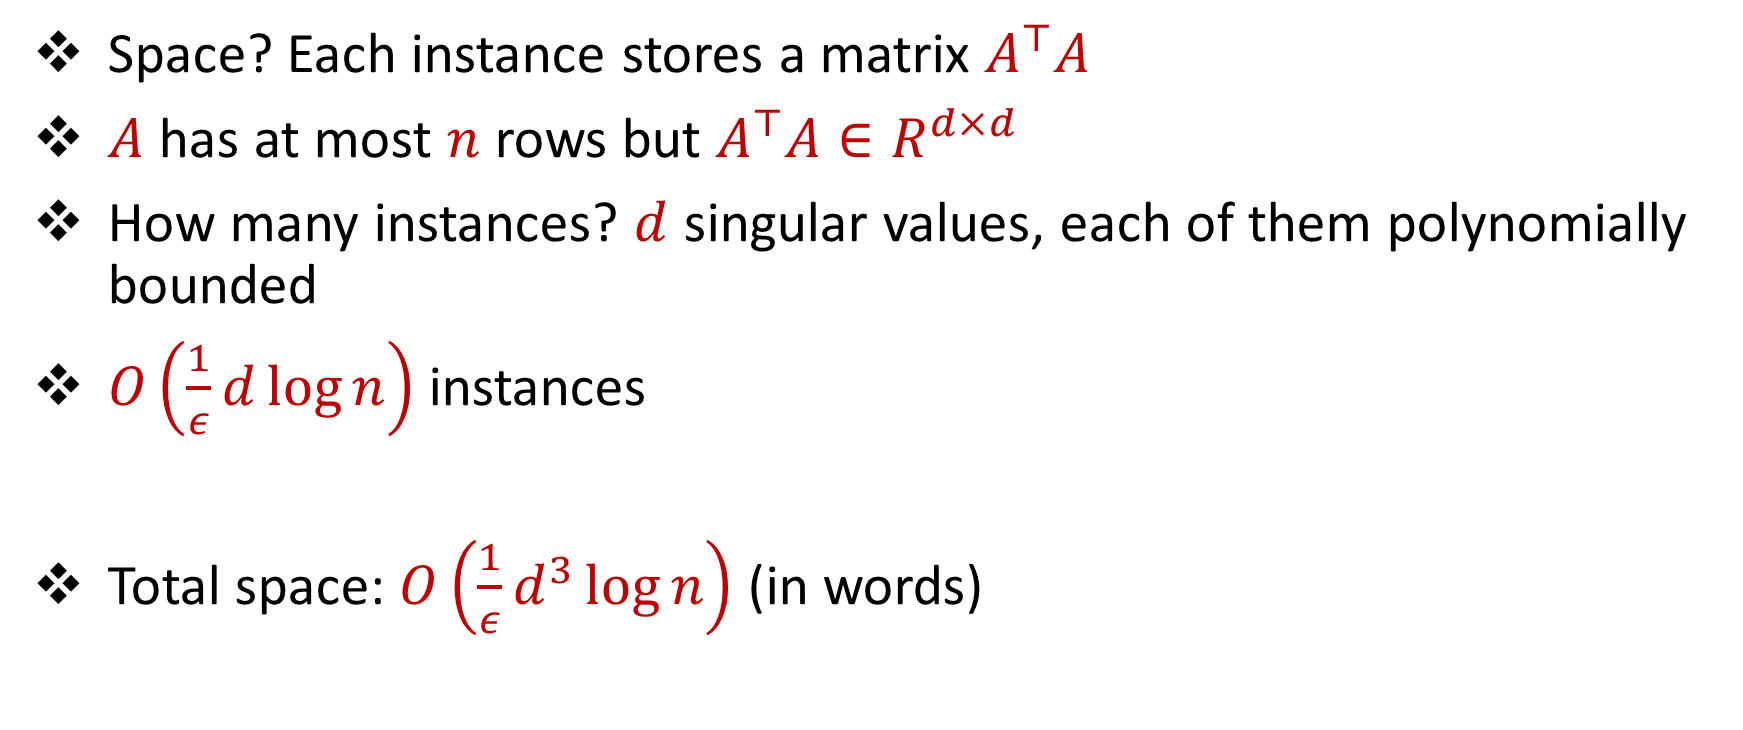 ❖ Space? Each instance stores a matrix A⊤A
❖ A has at most n rows but A⊤A ∈ R^{d×d}
❖ How many instances? d singular values, each of them polynomially
bounded
❖ O(1/ϵ d log n) instances
❖ Total space: O(1/ϵ d³ log n) (in words)